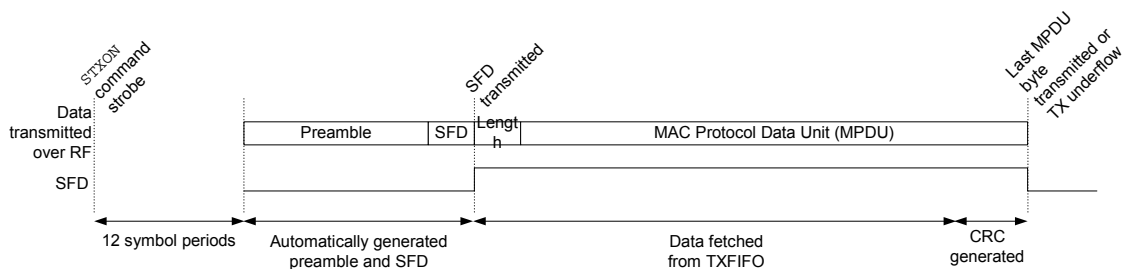 STXON
command
strobe
SFD
transmitted
Last MPDU
byte
transmitted or
TX underflow
Data
transmitted
over RF
Preamble
SFD
Lengt
h
MAC Protocol Data Unit (MPDU)
SFD
12 symbol periods
Automatically generated
preamble and SFD
Data fetched
from TXFIFO
CRC
generated